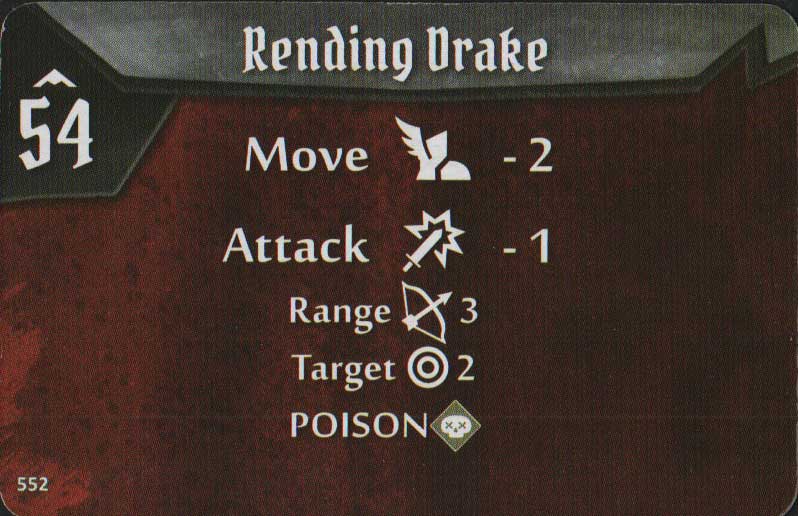 Rending Drake
54
Move - 2
Attack - 1
Range 3
Target 2
POISON
552